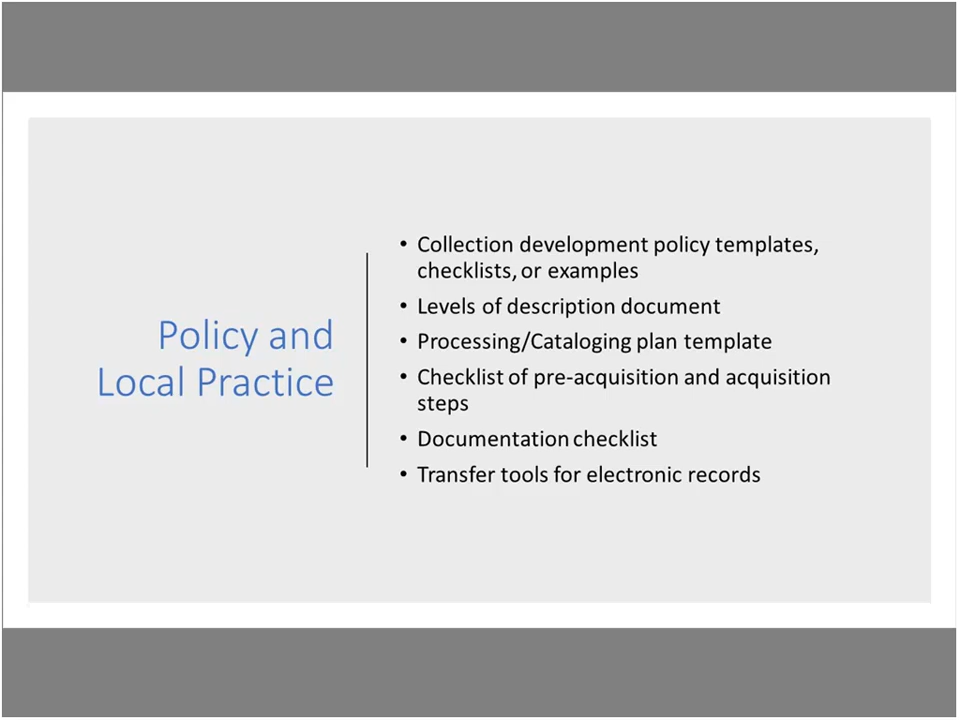 Policy and
Local Practice
• Collection development policy templates,
checklists, or examples
• Levels of description document
• Processing/Cataloging plan template
• Checklist of pre-acquisition and acquisition
steps
• Documentation checklist
• Transfer tools for electronic records